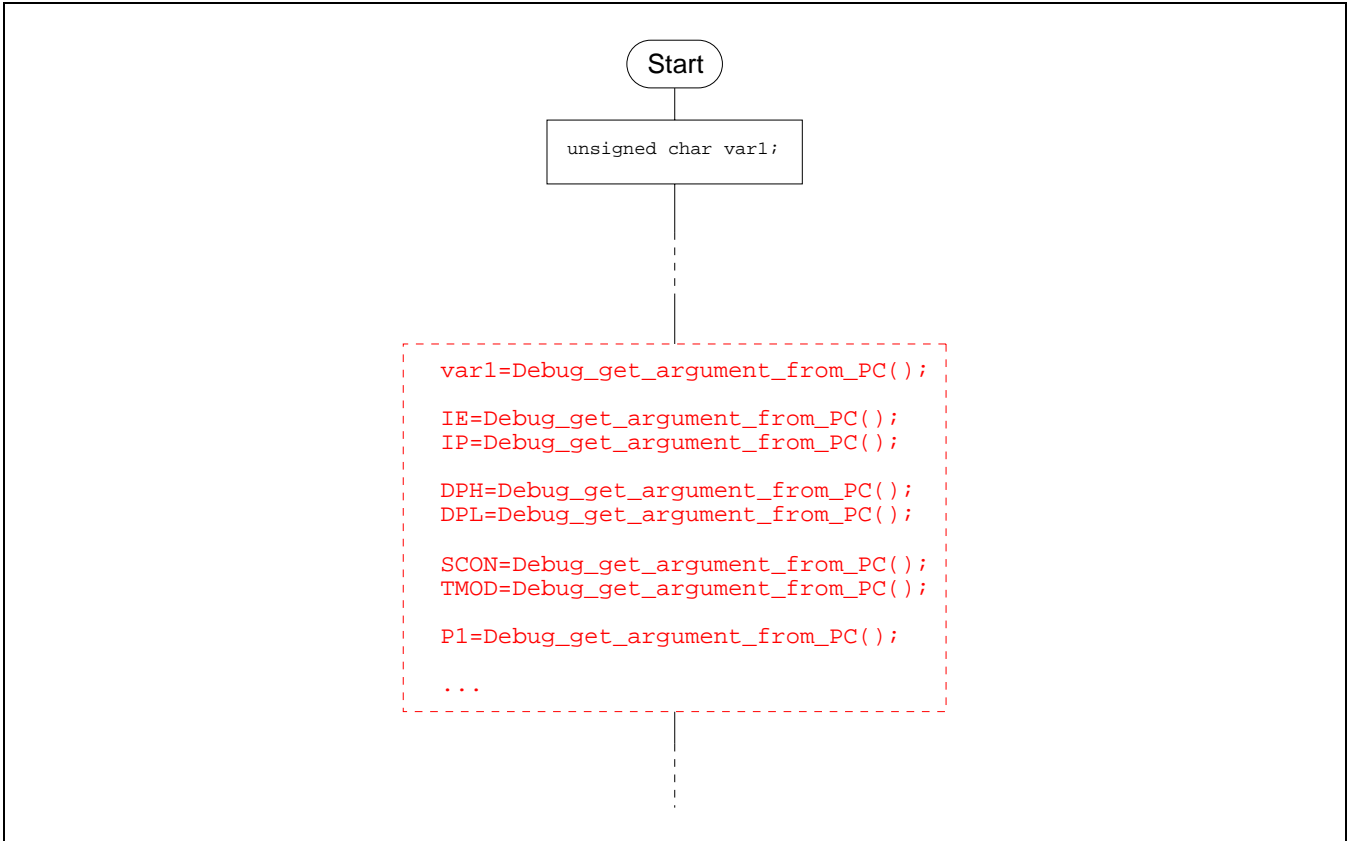 Start
unsigned char var1;
var1=Debug_get_argument_from_PC();
IE=Debug_get_argument_from_PC();
IP=Debug_get_argument_from_PC();
DPH=Debug_get_argument_from_PC();
DPL=Debug_get_argument_from_PC();
SCON=Debug_get_argument_from_PC();
TMOD=Debug_get_argument_from_PC();
P1=Debug_get_argument_from_PC();
...